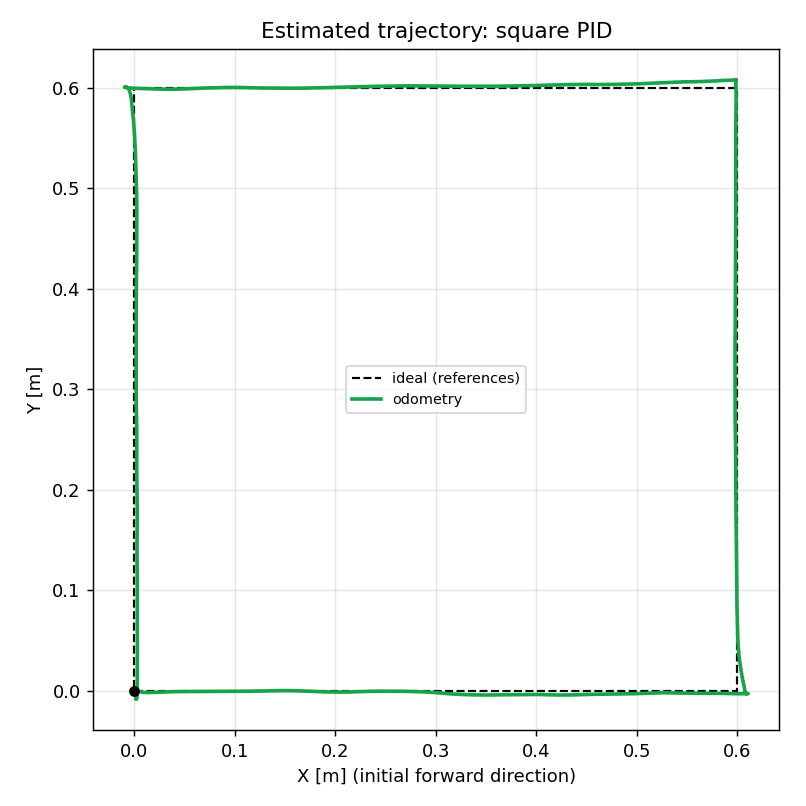 Estimated trajectory: square PID
0.6
0.5
0.4
0.3
0.2
0.1
0.0
Y [m]
ideal (references)
odometry
0.0 0.1 0.2 0.3 0.4 0.5 0.6
X [m] (initial forward direction)